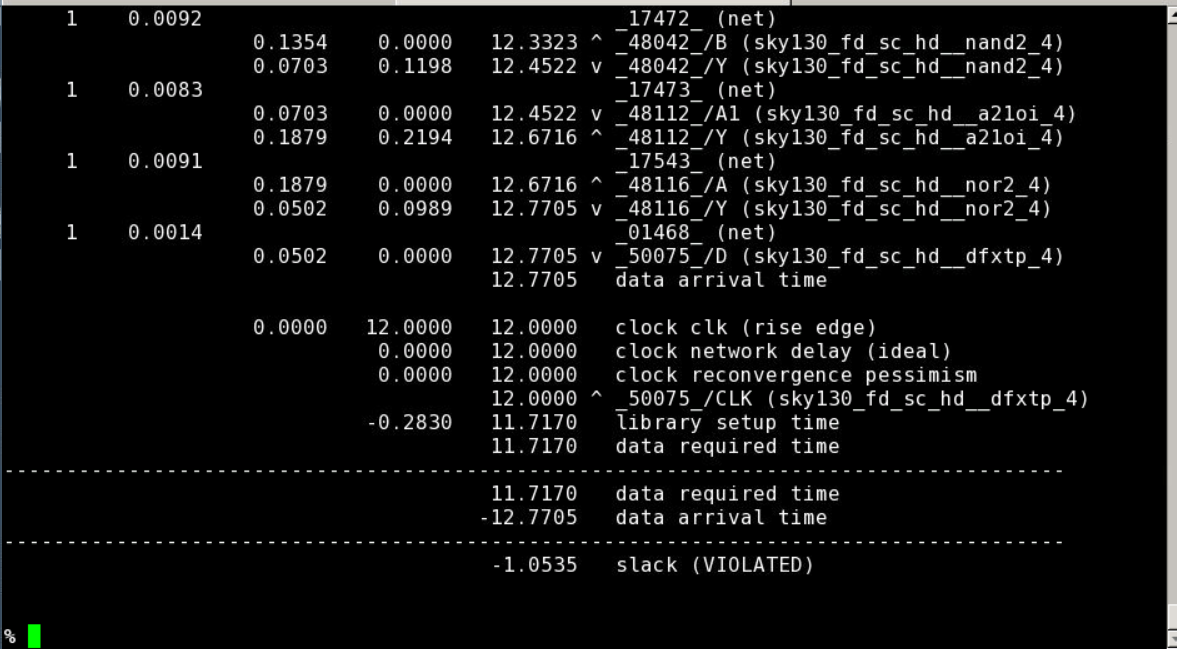 1 0.0092 _17472_ (net)
0.1354 0.0000 12.3323 ^ _48042_/B (sky130_fd_sc_hd__nand2_4)
0.0703 0.1198 12.4522 v _48042_/Y (sky130_fd_sc_hd__nand2_4)
1 0.0083 _17473_ (net)
0.0703 0.0000 12.4522 v _48112_/A1 (sky130_fd_sc_hd__a21oi_4)
0.1879 0.2194 12.6716 ^ _48112_/Y (sky130_fd_sc_hd__a21oi_4)
1 0.0091 _17543_ (net)
0.1879 0.0000 12.6716 ^ _48116_/A (sky130_fd_sc_hd__nor2_4)
0.0502 0.0989 12.7705 v _48116_/Y (sky130_fd_sc_hd__nor2_4)
1 0.0014 _01468_ (net)
0.0502 0.0000 12.7705 v _50075_/D (sky130_fd_sc_hd__dfxtp_4)
12.7705 data arrival time
0.0000 12.0000 12.0000 clock clk (rise edge)
0.0000 12.0000 clock network delay (ideal)
0.0000 12.0000 clock reconvergence pessimism
12.0000 ^ _50075_/CLK (sky130_fd_sc_hd__dfxtp_4)
-0.2830 11.7170 library setup time
11.7170 data required time
-------------------------------------------------------------------------------------
11.7170 data required time
-12.7705 data arrival time
-------------------------------------------------------------------------------------
-1.0535 slack (VIOLATED)
%